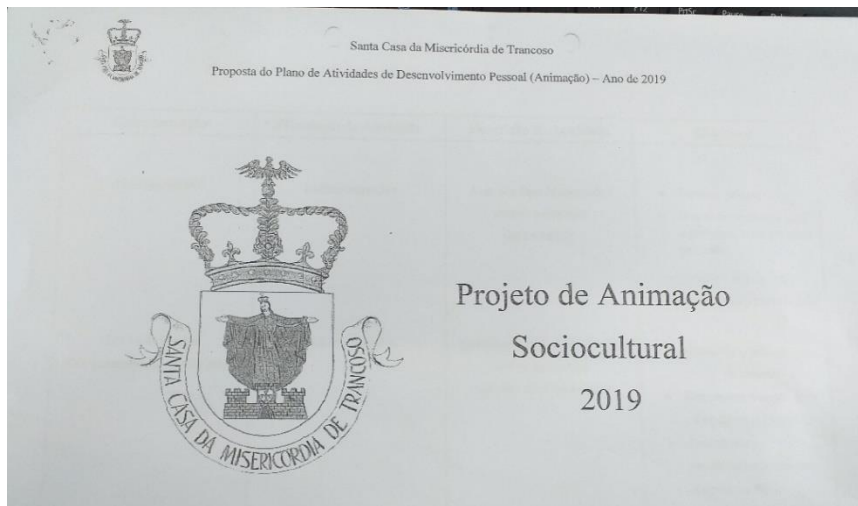 Santa Casa da Misericórdia de Trancoso
Proposta do Plano de Atividades de Desenvolvimento Pessoal (Animação) – Ano de 2019
Projeto de Animação
Sociocultural
2019
SANTA CASA DA MISERICORDIA DE TRANCOSO